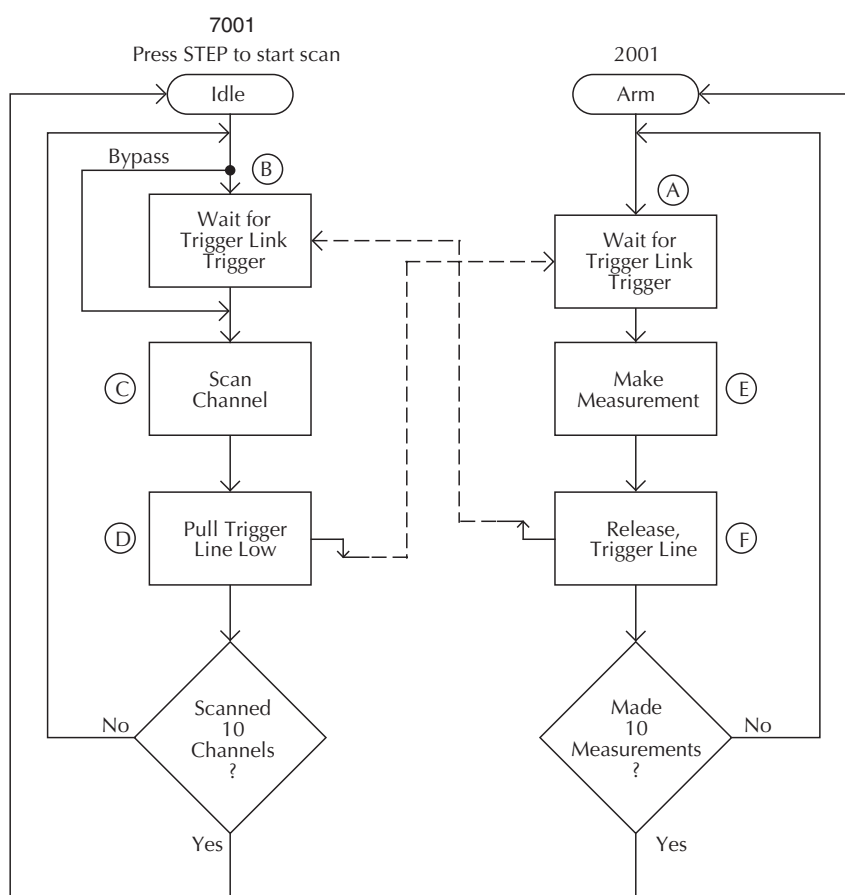 7001
Press STEP to start scan
Idle
Bypass
B
Wait for
Trigger Link
Trigger
C
Scan
Channel
D
Pull Trigger
Line Low
No
Scanned
10
Channels
?
Yes
2001
Arm
A
Wait for
Trigger Link
Trigger
Make
Measurement
E
Release,
Trigger Line
F
Made
10
Measurements
?
No
Yes